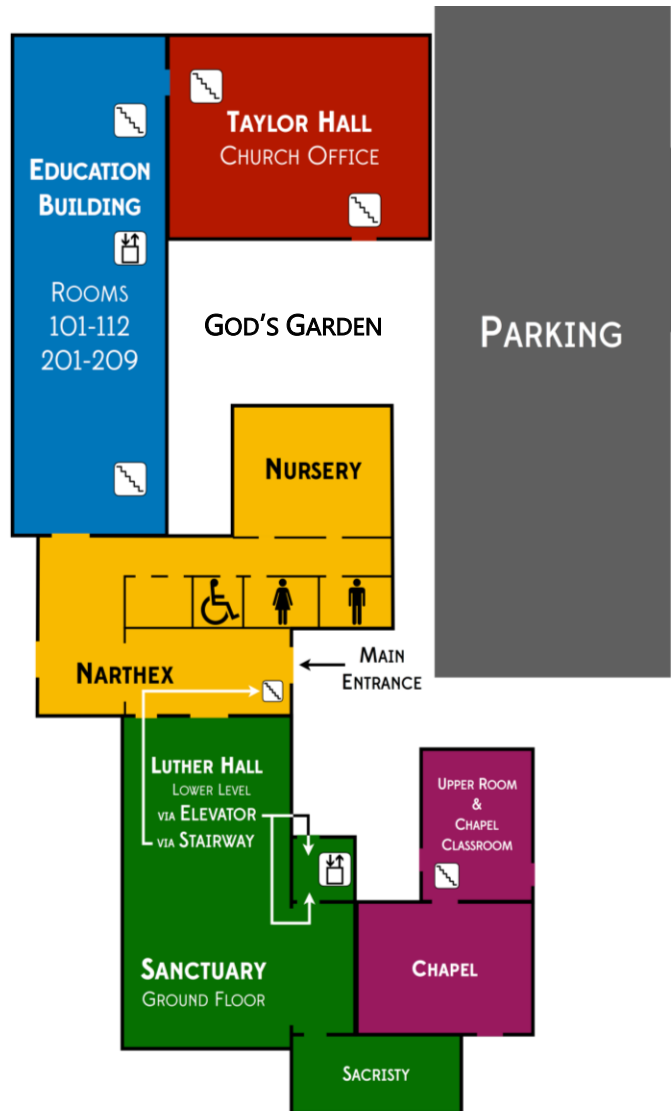 TAYLOR HALL
CHURCH OFFICE
EDUCATION
BUILDING
ROOMS
101-112
201-209
GOD'S GARDEN
PARKING
NURSERY
NARTHEX
MAIN
ENTRANCE
LUTHER HALL
LOWER LEVEL
VIA ELEVATOR
VIA STAIRWAY
UPPER ROOM
&
CHAPEL
CLASSROOM
SANCTUARY
GROUND FLOOR
CHAPEL
SACRISTY